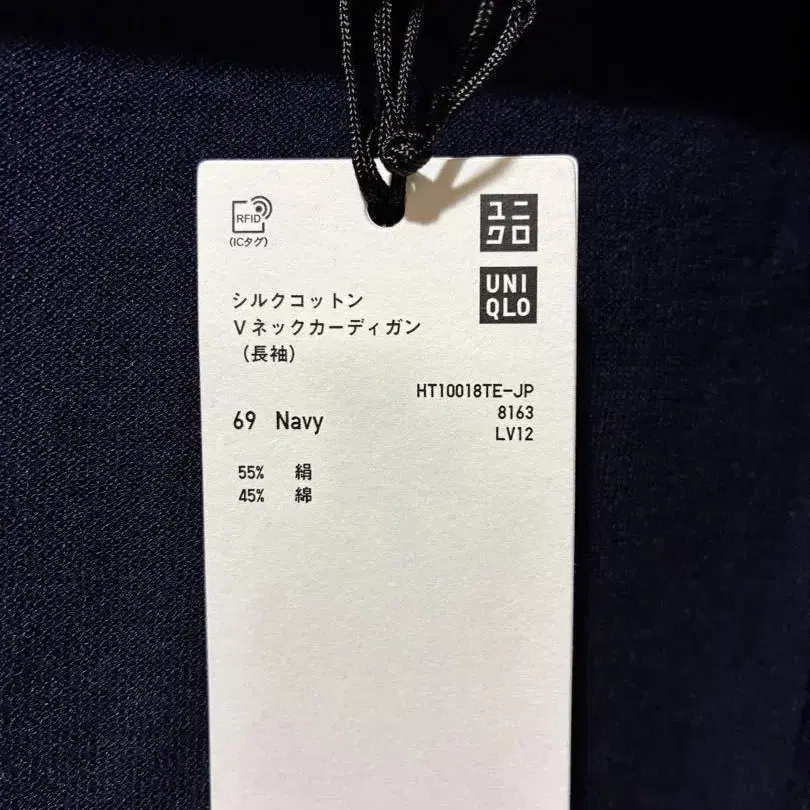 RFID
(ICタグ)
ユニ
クロ
UNI
QLO
シルクコットン
Vネックカーディガン
(長袖)
HT10018TE-JP
8163
LV12
69 Navy
55% 絹
45% 綿